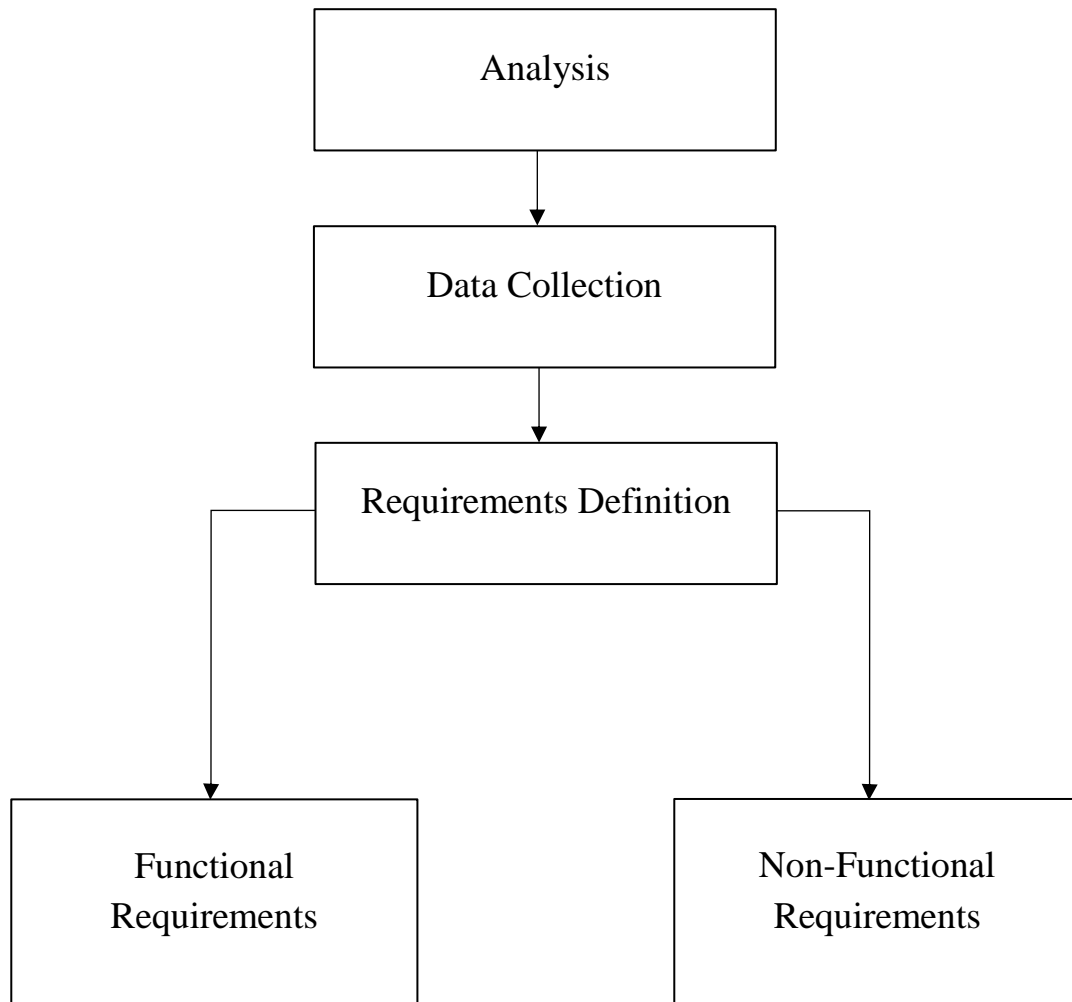 Analysis
Data Collection
Requirements Definition
Functional
Requirements
Non-Functional
Requirements